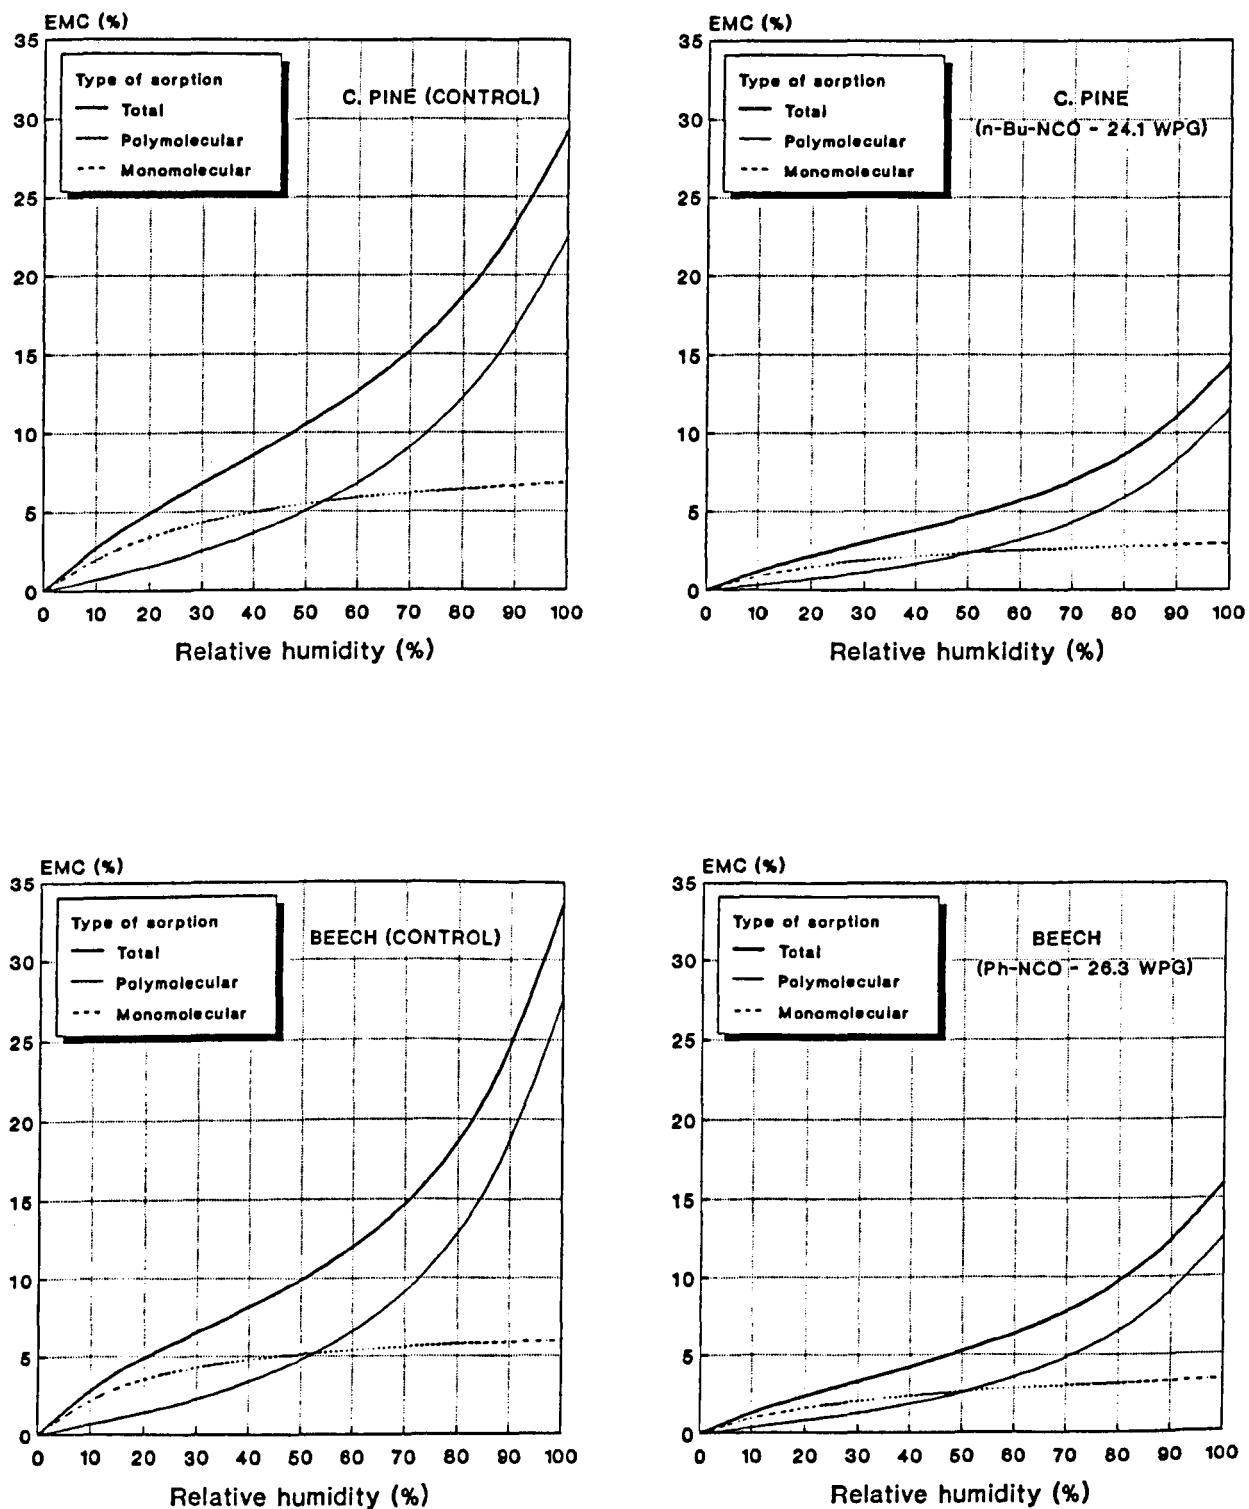 EMC (%)
35
30
25
20
15
10
5
0
Type of sorption
Total
Polymolecular
Monomolecular
C. PINE (CONTROL)
0 10 20 30 40 50 60 70 80 90 100
Relative humidity (%)
EMC (%)
35
30
25
20
15
10
5
0
Type of sorption
Total
Polymolecular
Monomolecular
C. PINE
(n-Bu-NCO - 24.1 WPG)
0 10 20 30 40 50 60 70 80 90 100
Relative humkidity (%)
EMC (%)
35
30
25
20
15
10
5
0
Type of sorption
Total
Polymolecular
Monomolecular
BEECH (CONTROL)
0 10 20 30 40 50 60 70 80 90 100
Relative humidity (%)
EMC (%)
35
30
25
20
15
10
5
0
Type of sorption
Total
Polymolecular
Monomolecular
BEECH
(Ph-NCO - 26.3 WPG)
0 10 20 30 40 50 60 70 80 90 100
Relative humidity (%)